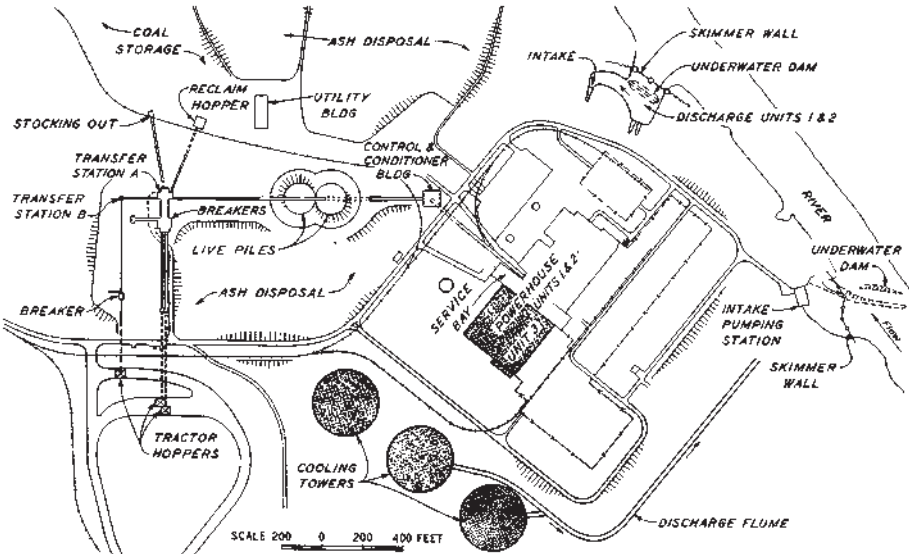 COAL
STORAGE
ASH DISPOSAL
SKIMMER WALL
INTAKE
UNDERWATER DAM
DISCHARGE UNITS 1 & 2
RECLAIM
HOPPER
UTILITY
BLDG
STOCKING OUT
TRANSFER
STATION A
CONTROL &
CONDITIONER
BLDG
TRANSFER
STATION B
BREAKERS
LIVE PILES
RIVER
UNDERWATER
DAM
ASH DISPOSAL
BREAKER
SERVICE
BAY
POWERHOUSE
UNITS 1 & 2
UNIT 3
INTAKE
PUMPING
STATION
FLOW
SKIMMER
WALL
TRACTOR
HOPPERS
COOLING
TOWERS
DISCHARGE FLUME
SCALE 200 0 200 400 FEET